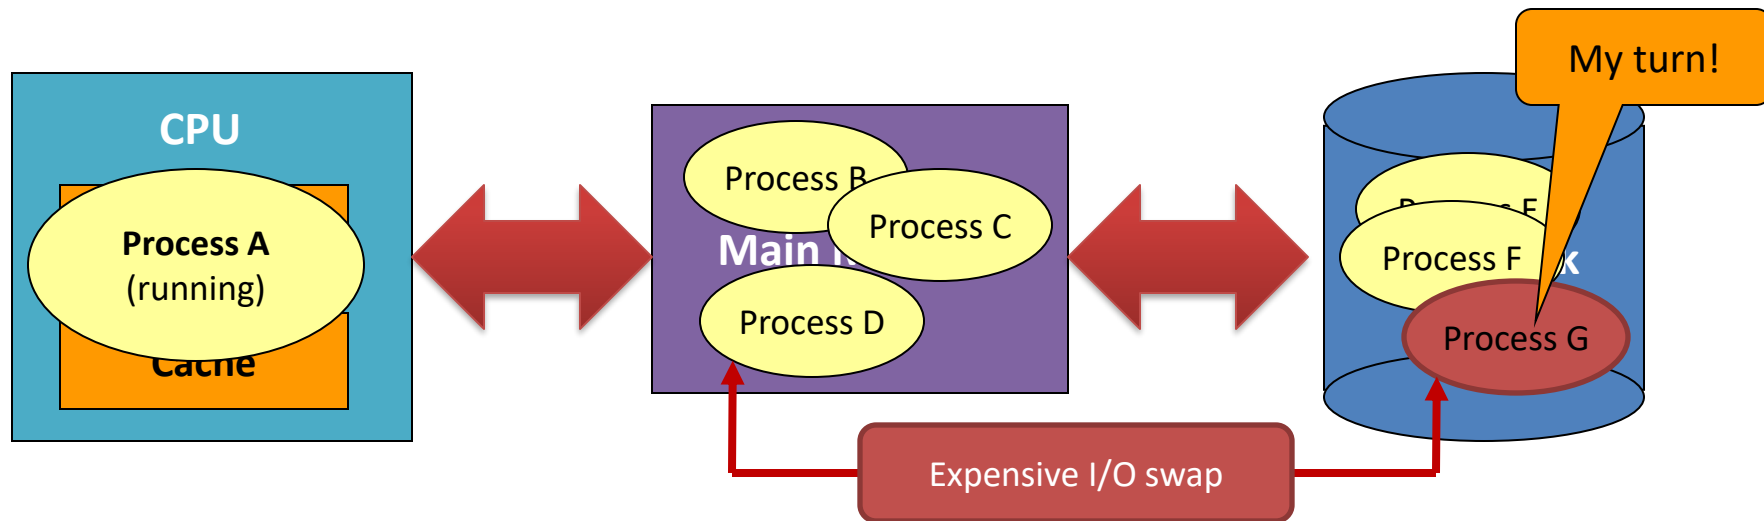 My turn!
CPU
Process A
(running)
Cache
Process B
Process C
Main
Process D
Process F
Process G
Expensive I/O swap